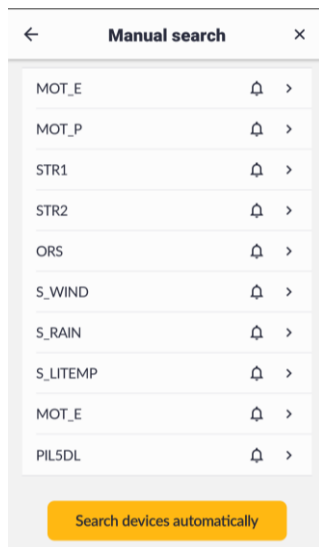 Manual search
MOT_E
MOT_P
STR1
STR2
ORS
S_WIND
S_RAIN
S_LITEMP
MOT_E
PIL5DL
Search devices automatically